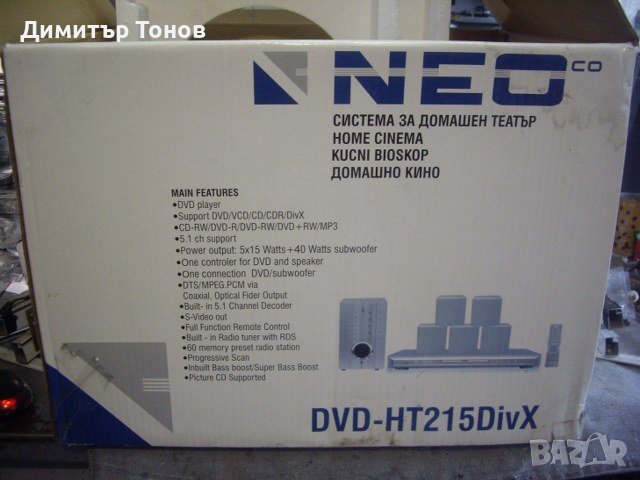 Димитър Тонов
NEO CO
СИСТЕМА ЗА ДОМАШЕН ТЕАТЪР
HOME CINEMA
KUCNI BIOSKOP
ДОМАШНО КИНО
MAIN FEATURES
•DVD player
•Support DVD/VCD/CD/CDR/DivX
•CD-RW/DVD-R/DVD-RW/DVD+RW/MP3
•5.1 ch support
•Power output: 5x15 Watts+40 Watts subwoofer
•One controler for DVD and speaker
•One connection DVD/subwoofer
•DTS/MPEG.PCM via
Coaxial, Optical Fider Output
•Built- in 5.1 Channel Decoder
•S-Video out
•Full Function Remote Control
•Built - in Radio tuner with RDS
•60 memory preset radio station
•Progressive Scan
•Inbuilt Bass boost/Super Bass Boost
•Picture CD Supported
DVD-HT215DivX
BAZAR